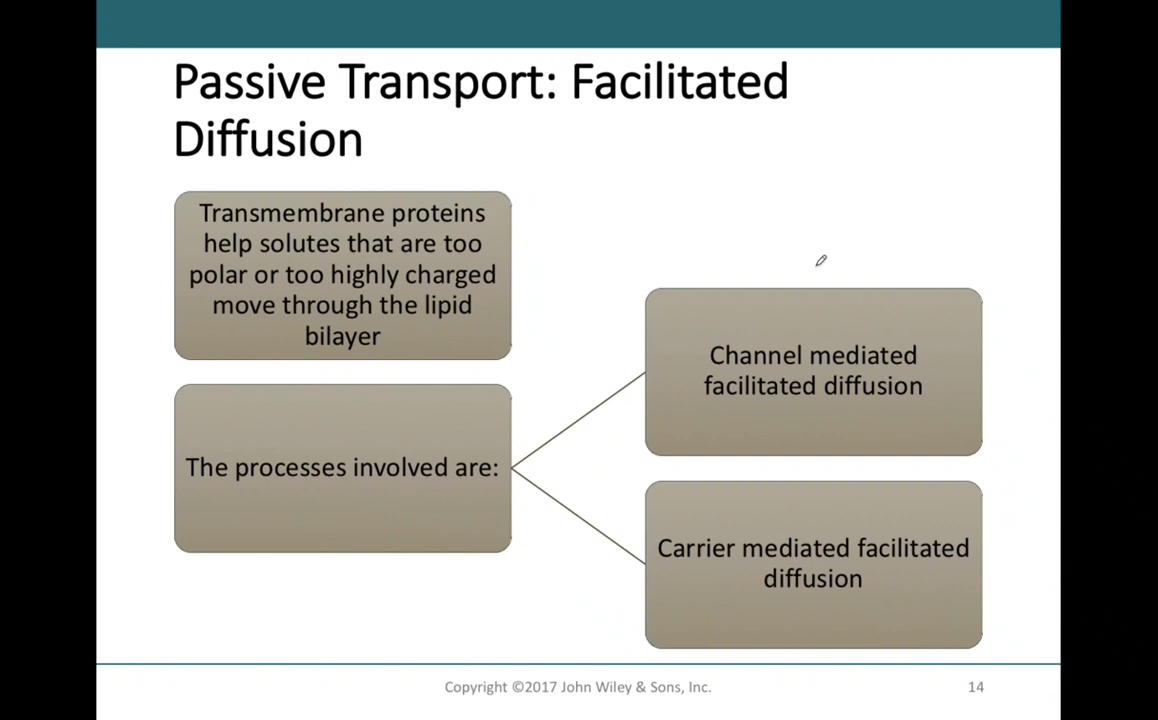 Passive Transport: Facilitated
Diffusion
Transmembrane proteins
help solutes that are too
polar or too highly charged
move through the lipid
bilayer
The processes involved are:
Channel mediated
facilitated diffusion
Carrier mediated facilitated
diffusion
Copyright ©2017 John Wiley & Sons, Inc.
14